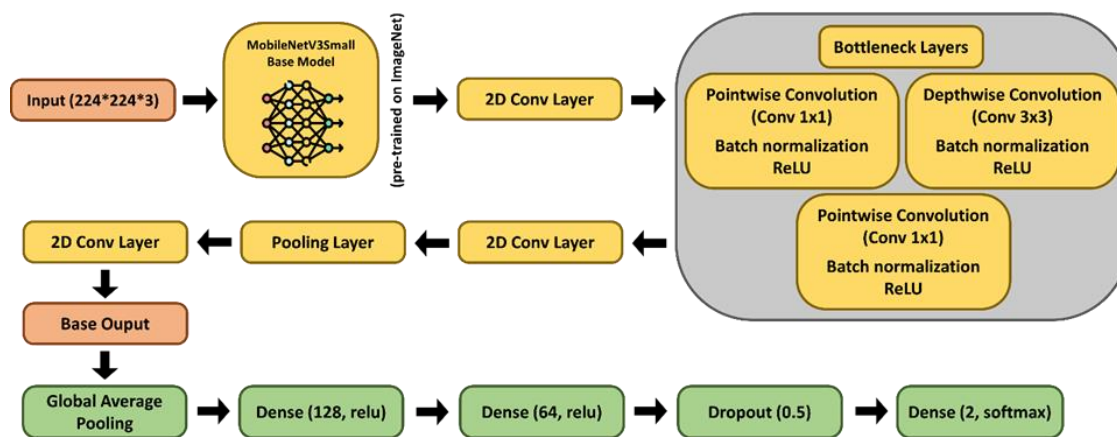 Input (224*224*3)
MobileNetV3Small
Base Model
(pre-trained on ImageNet)
2D Conv Layer
Bottleneck Layers
Pointwise Convolution
(Conv 1x1)
Batch normalization
ReLU
Depthwise Convolution
(Conv 3x3)
Batch normalization
ReLU
Pointwise Convolution
(Conv 1x1)
Batch normalization
ReLU
2D Conv Layer
Pooling Layer
2D Conv Layer
Base Ouput
Global Average
Pooling
Dense (128, relu)
Dense (64, relu)
Dropout (0.5)
Dense (2, softmax)